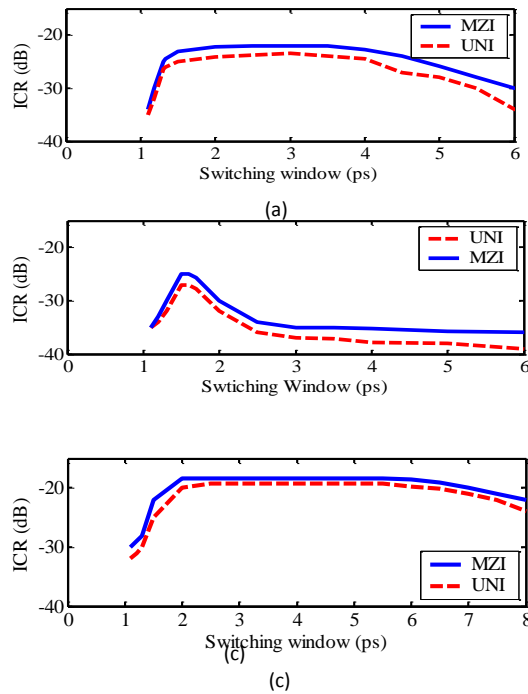 MZI
UNI
ICR (dB)
-20
-30
-40
0 1 2 3 4 5 6
Switching window (ps)
(a)
UNI
MZI
ICR (dB)
-20
-30
-40
0 1 2 3 4 5 6
Swtiching Window (ps)
ICR (dB)
-20
-30
-40
MZI
UNI
0 1 2 3 4 5 6 7 8
Switching window (ps)
(c)
(c)